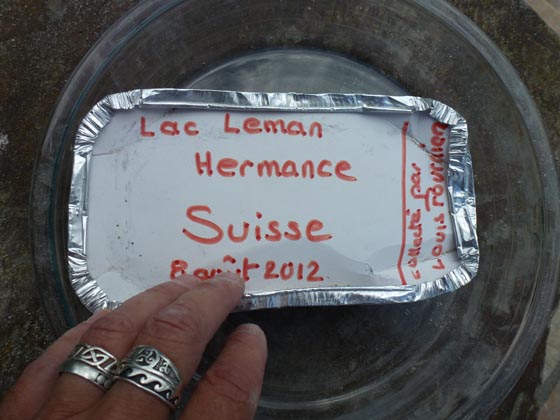 Lac Leman
Hermance
Suisse
8 août 2012
collecté par
Louis